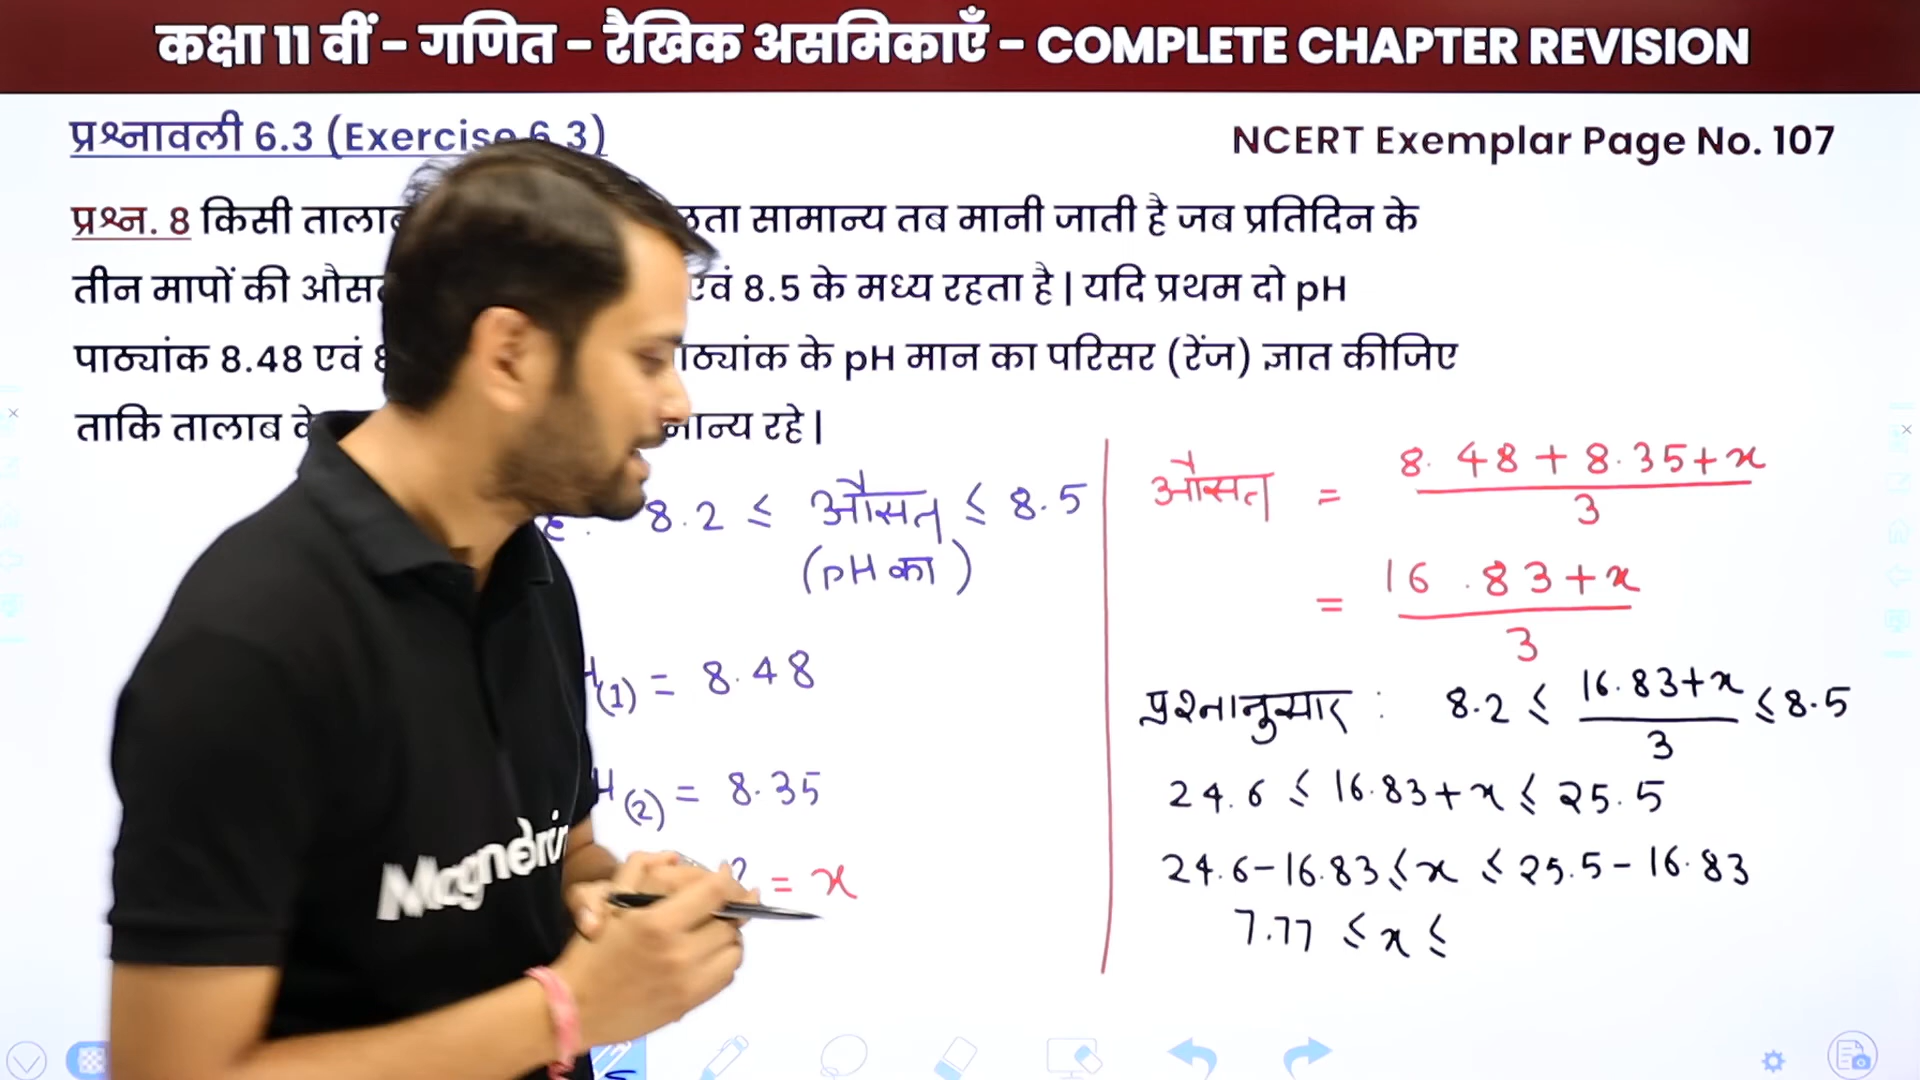 कक्षा 11 वीं – गणित – रैखिक असमिकाएँ – COMPLETE CHAPTER REVISION
प्रश्नावली 6.3 (Exercise 6.3)
NCERT Exemplar Page No. 107
प्रश्न. 8 किसी सामान्य तब मानी जाती है जब प्रतिदिन के
तीन मापों की एवं 8.5 के मध्य रहता है | यदि प्रथम दो pH
पाठ्यांक 8.48 एवं के pH मान का परिसर (रेंज) ज्ञात कीजिए
ताकि तालाब रहे |
8.2 ≤ औसत ≤ 8.5
(pH का)
(1) = 8.48
(2) = 8.35
= x
औसत = 8.48 + 8.35 + x / 3
= 16.83 + x / 3
प्रश्नानुसार : 8.2 ≤ 16.83 + x / 3 ≤ 8.5
24.6 ≤ 16.83 + x ≤ 25.5
24.6 – 16.83 ≤ x ≤ 25.5 – 16.83
7.77 ≤ x ≤